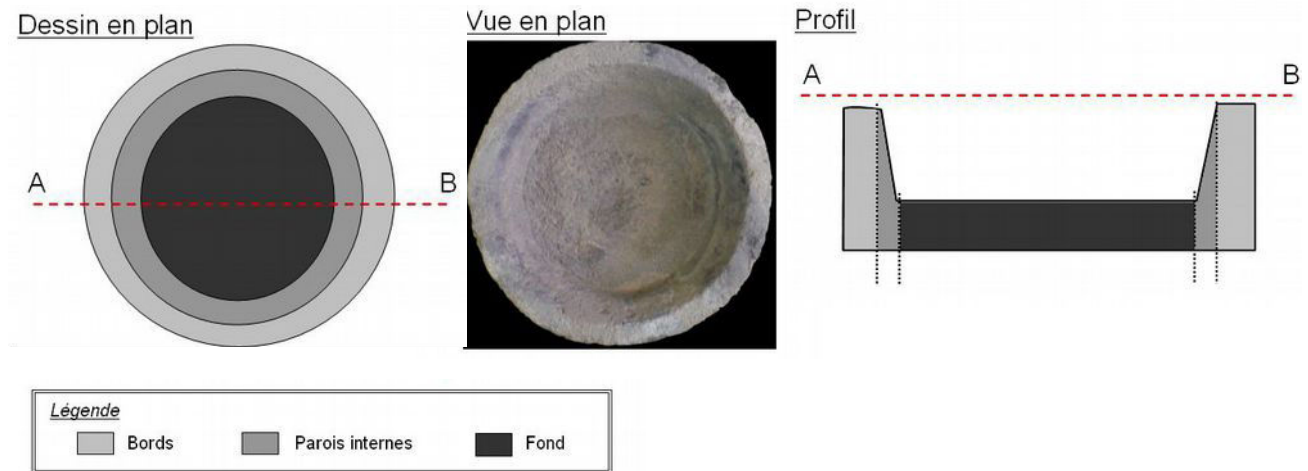 Dessin en plan
Vue en plan
Profil
A
B
A
B
Légende
Bords
Parois internes
Fond